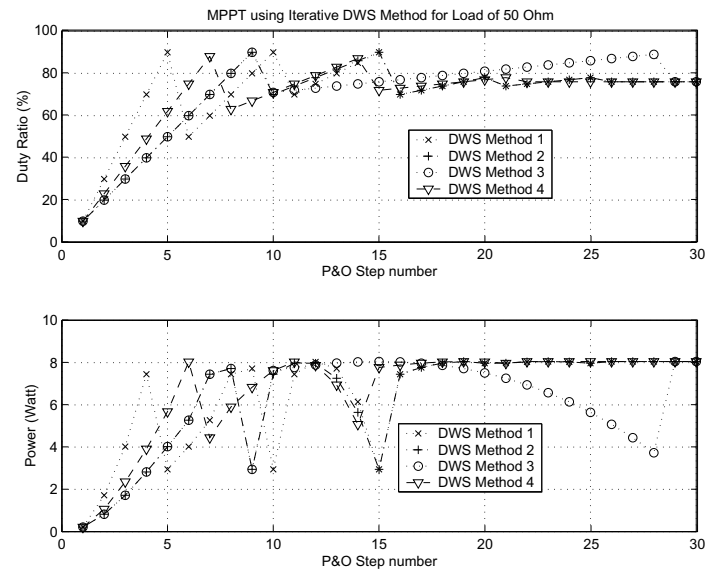 MPPT using Iterative DWS Method for Load of 50 Ohm
100
80
60
40
20
0
Duty Ratio (%)
DWS Method 1
DWS Method 2
DWS Method 3
DWS Method 4
0 5 10 15 20 25 30
P&O Step number
10
8
6
4
2
0
Power (Watt)
DWS Method 1
DWS Method 2
DWS Method 3
DWS Method 4
0 5 10 15 20 25 30
P&O Step number